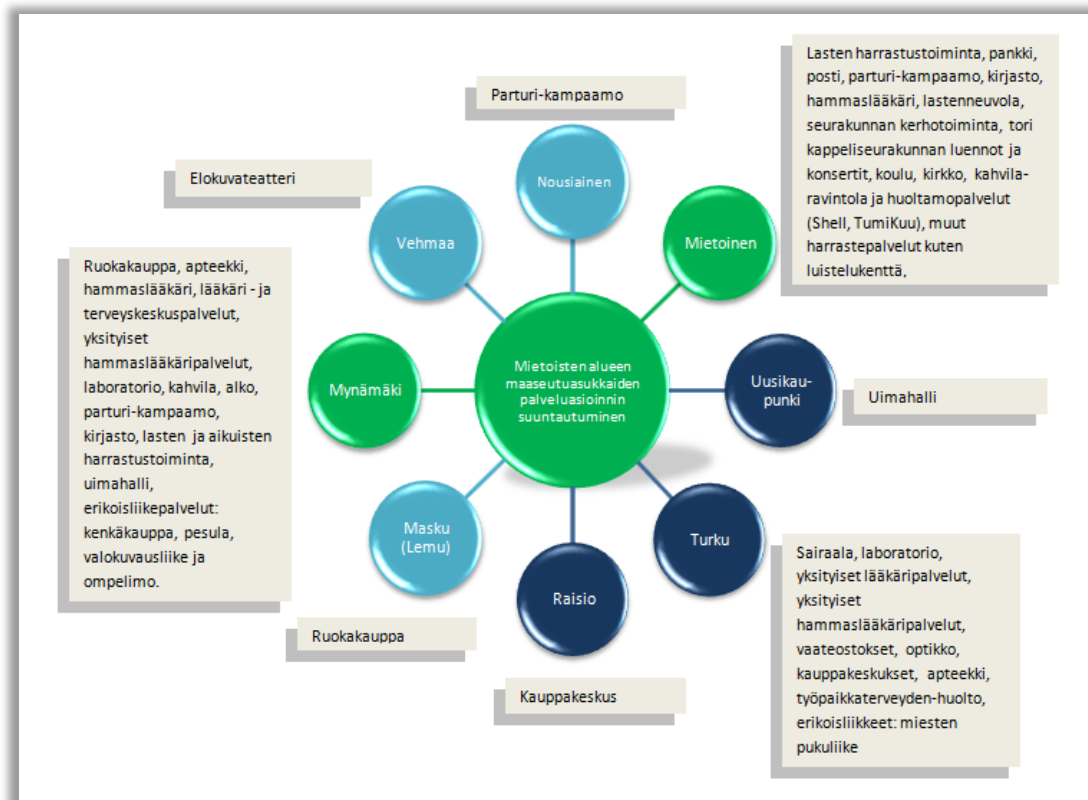 Parturi-kampaamo
Nousiainen
Lasten harrastustoiminta, pankki,
posti, parturi-kampaamo, kirjasto,
hammaslääkäri, lastenneuvola,
seurakunnan kerhotoiminta, tori
kappeliseurakunnan luennot ja
konsertit, koulu, kirkko, kahvila-
ravintola ja huoltamopalvelut
(Shell, TumiKuu), muut
harrastepalvelut kuten
luistelukenttä.
Mietoinen
Elokuvateatteri
Vehmaa
Ruokakauppa, apteekki,
hammaslääkäri, lääkäri - ja
terveyskeskuspalvelut,
yksityiset
hammaslääkäripalvelut,
laboratorio, kahvila, alko,
parturi-kampaamo,
kirjasto, lasten ja aikuisten
harrastustoiminta,
uimahalli,
erikoisliikepalvelut:
kenkäkauppa, pesula,
valokuvausliike ja
ompelimo.
Mynämäki
Mietoisten alueen
maaseutuasukkaiden
palveluasioinnin
suuntautuminen
Uusikau-
punki
Uimahalli
Masku
(Lemu)
Ruokakauppa
Raisio
Kauppakeskus
Turku
Sairaala, laboratorio,
yksityiset lääkäripalvelut,
yksityiset
hammaslääkäripalvelut,
vaateostokset, optikko,
kauppakeskukset, apteekki,
työpaikkaterveyden-huolto,
erikoisliikkeet: miesten
pukuliike